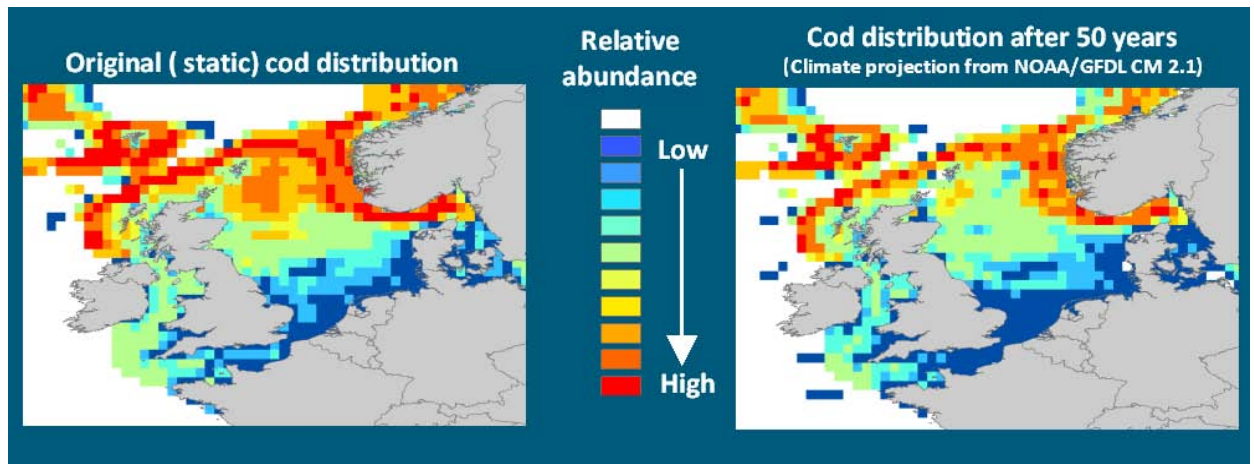 Original ( static) cod distribution
Relative
abundance
Low
High
Cod distribution after 50 years
(Climate projection from NOAA/GFDL CM 2.1)